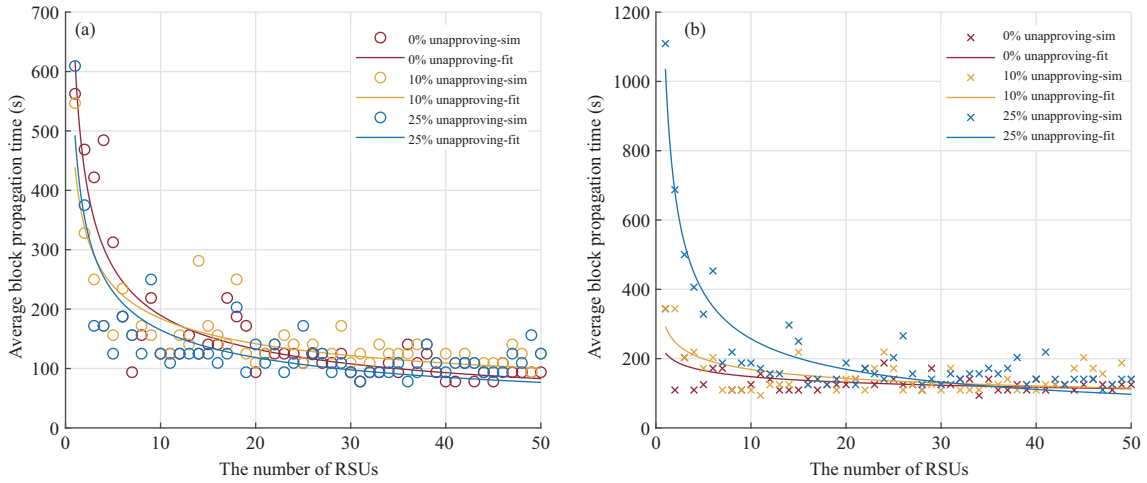 (a)
700
600
500
400
300
200
100
0
0 10 20 30 40 50
Average block propagation time (s)
The number of RSUs
0% unapproving-sim
0% unapproving-fit
10% unapproving-sim
10% unapproving-fit
25% unapproving-sim
25% unapproving-fit
(b)
1200
1000
800
600
400
200
0
0 10 20 30 40 50
Average block propagation time (s)
The number of RSUs
0% unapproving-sim
0% unapproving-fit
10% unapproving-sim
10% unapproving-fit
25% unapproving-sim
25% unapproving-fit